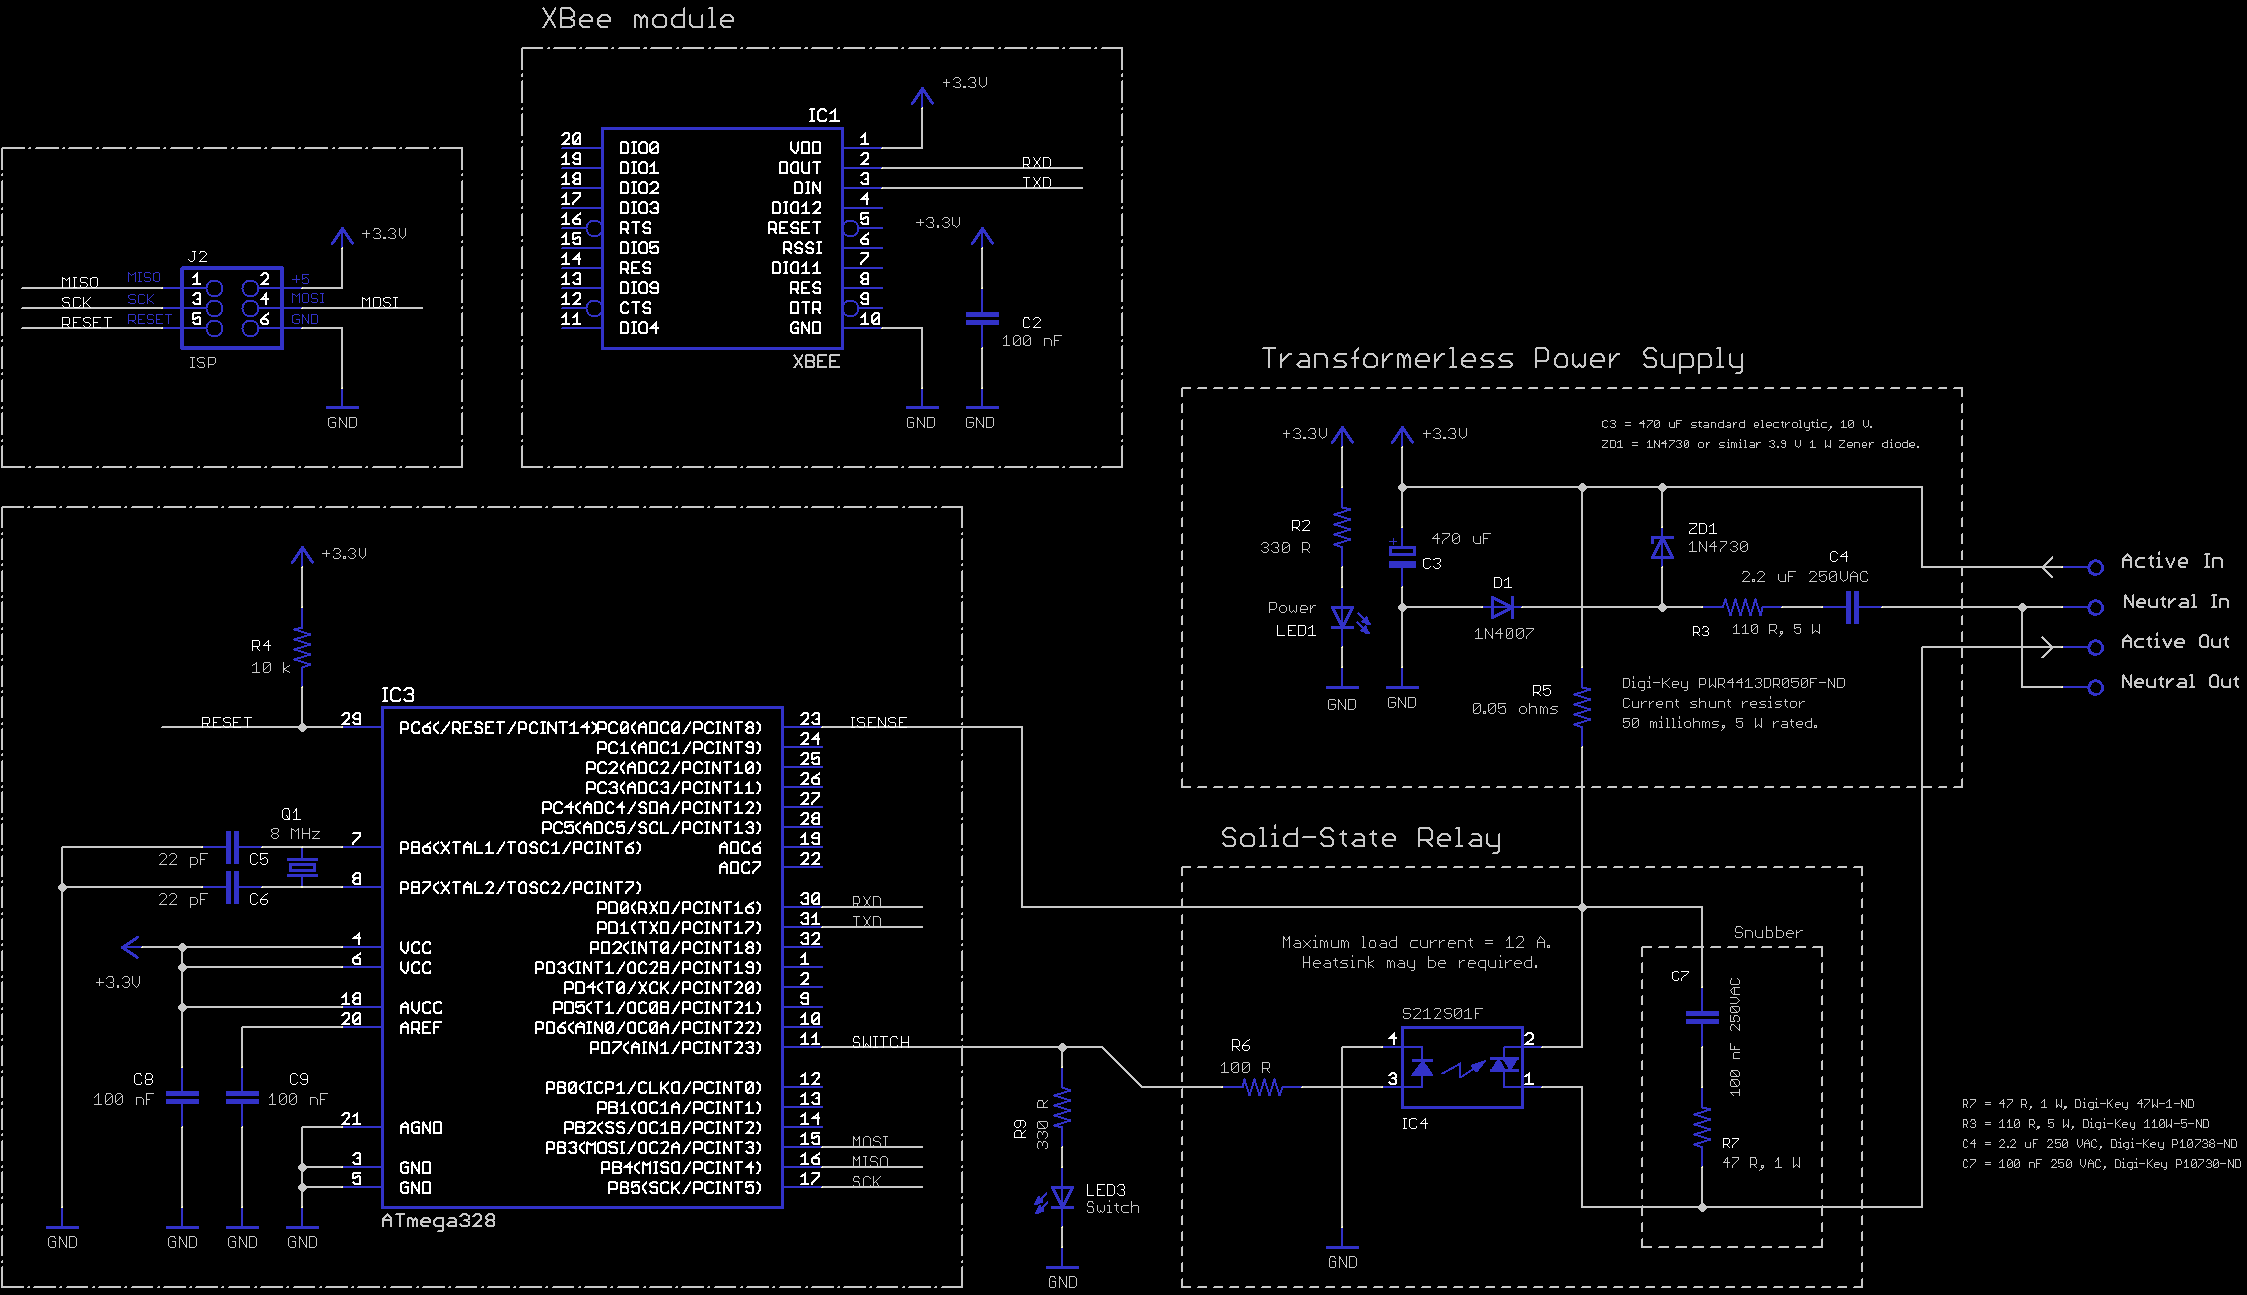 XBee module
+3.3V
IC1
20 DIO0 VDD 1
19 DIO1 DOUT 2 RXD
18 DIO2 DIN 3 TXD
17 DIO3 DIO12 4
16 RTS RESET 5
15 DIO5 RSSI 6
14 RES DIO11 7
13 DIO9 RES 8
12 CTS DTR 9
11 DIO4 GND 10
XBEE
+3.3V
C2
100 nF
GND
GND
+3.3V
J2
MISO MISO 1 2 +5
SCK SCK 3 4 MOSI MOSI
RESET RESET 5 6 GND
ISP
GND
Transformerless Power Supply
C3 = 470 uF standard electrolytic, 10 V.
ZD1 = 1N4730 or similar 3.9 V 1 W Zener diode.
+3.3V
+3.3V
R2
330 R
+
470 uF
C3
ZD1
1N4730
C4
2.2 uF 250VAC
D1
1N4007
Power
LED1
R3
110 R, 5 W
GND
GND
R5
0.05 ohms
Digi-Key PWR4413DR050F-ND
Current shunt resistor
50 milliohms, 5 W rated.
Active In
Neutral In
Active Out
Neutral Out
+3.3V
R4
10 k
IC3
RESET 29 PC6(/RESET/PCINT14) PC0(ADC0/PCINT8) 23 ISENSE
PC1(ADC1/PCINT9) 24
PC2(ADC2/PCINT10) 25
PC3(ADC3/PCINT11) 26
PC4(ADC4/SDA/PCINT12) 27
PC5(ADC5/SCL/PCINT13) 28
Q1
8 MHz
22 pF C5
7 PB6(XTAL1/TOSC1/PCINT6) ADC6 19
ADC7 22
22 pF C6
8 PB7(XTAL2/TOSC2/PCINT7)
PD0(RXD/PCINT16) 30 RXD
PD1(TXD/PCINT17) 31 TXD
4 VCC PD2(INT0/PCINT18) 32
6 VCC PD3(INT1/OC2B/PCINT19) 1
+3.3V
PD4(T0/XCK/PCINT20) 2
18 AVCC PD5(T1/OC0B/PCINT21) 9
20 AREF PD6(AIN0/OC0A/PCINT22) 10
PD7(AIN1/PCINT23) 11 SWITCH
C8
100 nF
C9
100 nF
PB0(ICP1/CLKO/PCINT0) 12
PB1(OC1A/PCINT1) 13
21 AGND PB2(SS/OC1B/PCINT2) 14
PB3(MOSI/OC2A/PCINT3) 15 MOSI
3 GND PB4(MISO/PCINT4) 16 MISO
5 GND PB5(SCK/PCINT5) 17 SCK
ATmega328
GND
GND
GND
GND
R9
330 R
LED3
Switch
GND
Solid-State Relay
Maximum load current = 12 A.
Heatsink may be required.
Snubber
C7
100 nF 250VAC
S212S01F
R6
100 R
4 2
3 1
IC4
R7
47 R, 1 W
GND
R7 = 47 R, 1 W, Digi-Key 47W-1-ND
R3 = 110 R, 5 W, Digi-Key 110W-5-ND
C4 = 2.2 uF 250 VAC, Digi-Key P10738-ND
C7 = 100 nF 250 VAC, Digi-Key P10730-ND